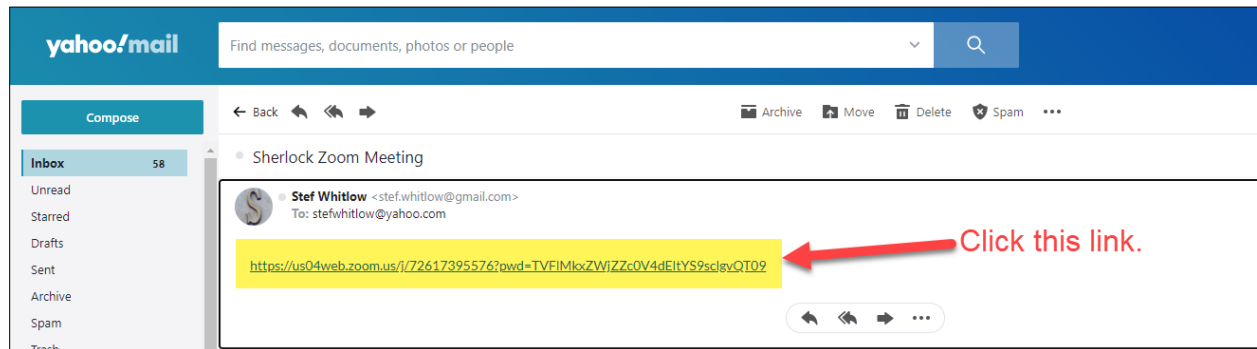 yahoo!mail
Find messages, documents, photos or people
Compose
Back
Archive
Move
Delete
Spam
Inbox 58
Unread
Starred
Drafts
Sent
Archive
Spam
Trash
Sherlock Zoom Meeting
S
Stef Whitlow <stef.whitlow@gmail.com>
To: stefwhitlow@yahoo.com
https://us04web.zoom.us/j/72617395576?pwd=TVFIMkxZWjZZc0V4dEltYS9sclgvQT09
Click this link.